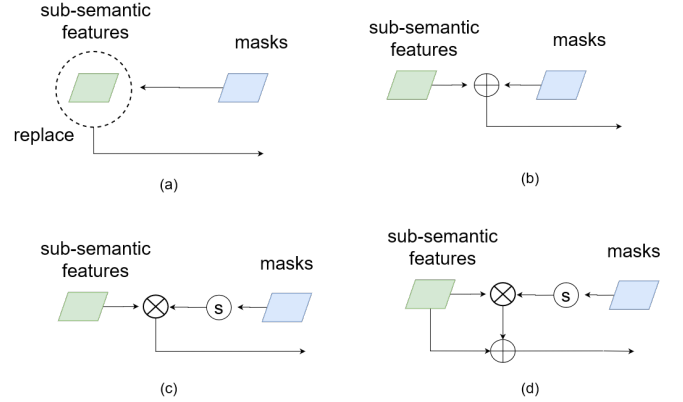 sub-semantic
features
masks
replace
(a)
sub-semantic
features
masks
(b)
sub-semantic
features
masks
s
(c)
sub-semantic
features
masks
s
(d)